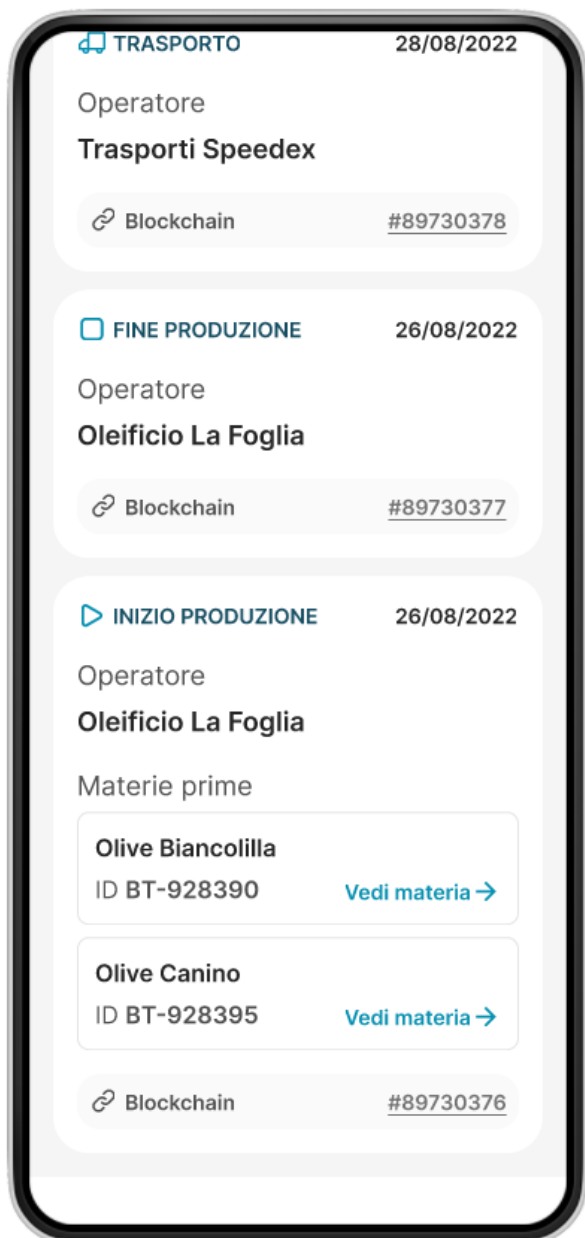 TRASPORTO 28/08/2022
Operatore
Trasporti Speedex
Blockchain #89730378
FINE PRODUZIONE 26/08/2022
Operatore
Oleificio La Foglia
Blockchain #89730377
INIZIO PRODUZIONE 26/08/2022
Operatore
Oleificio La Foglia
Materie prime
Olive Biancolilla
ID BT-928390 Vedi materia →
Olive Canino
ID BT-928395 Vedi materia →
Blockchain #89730376